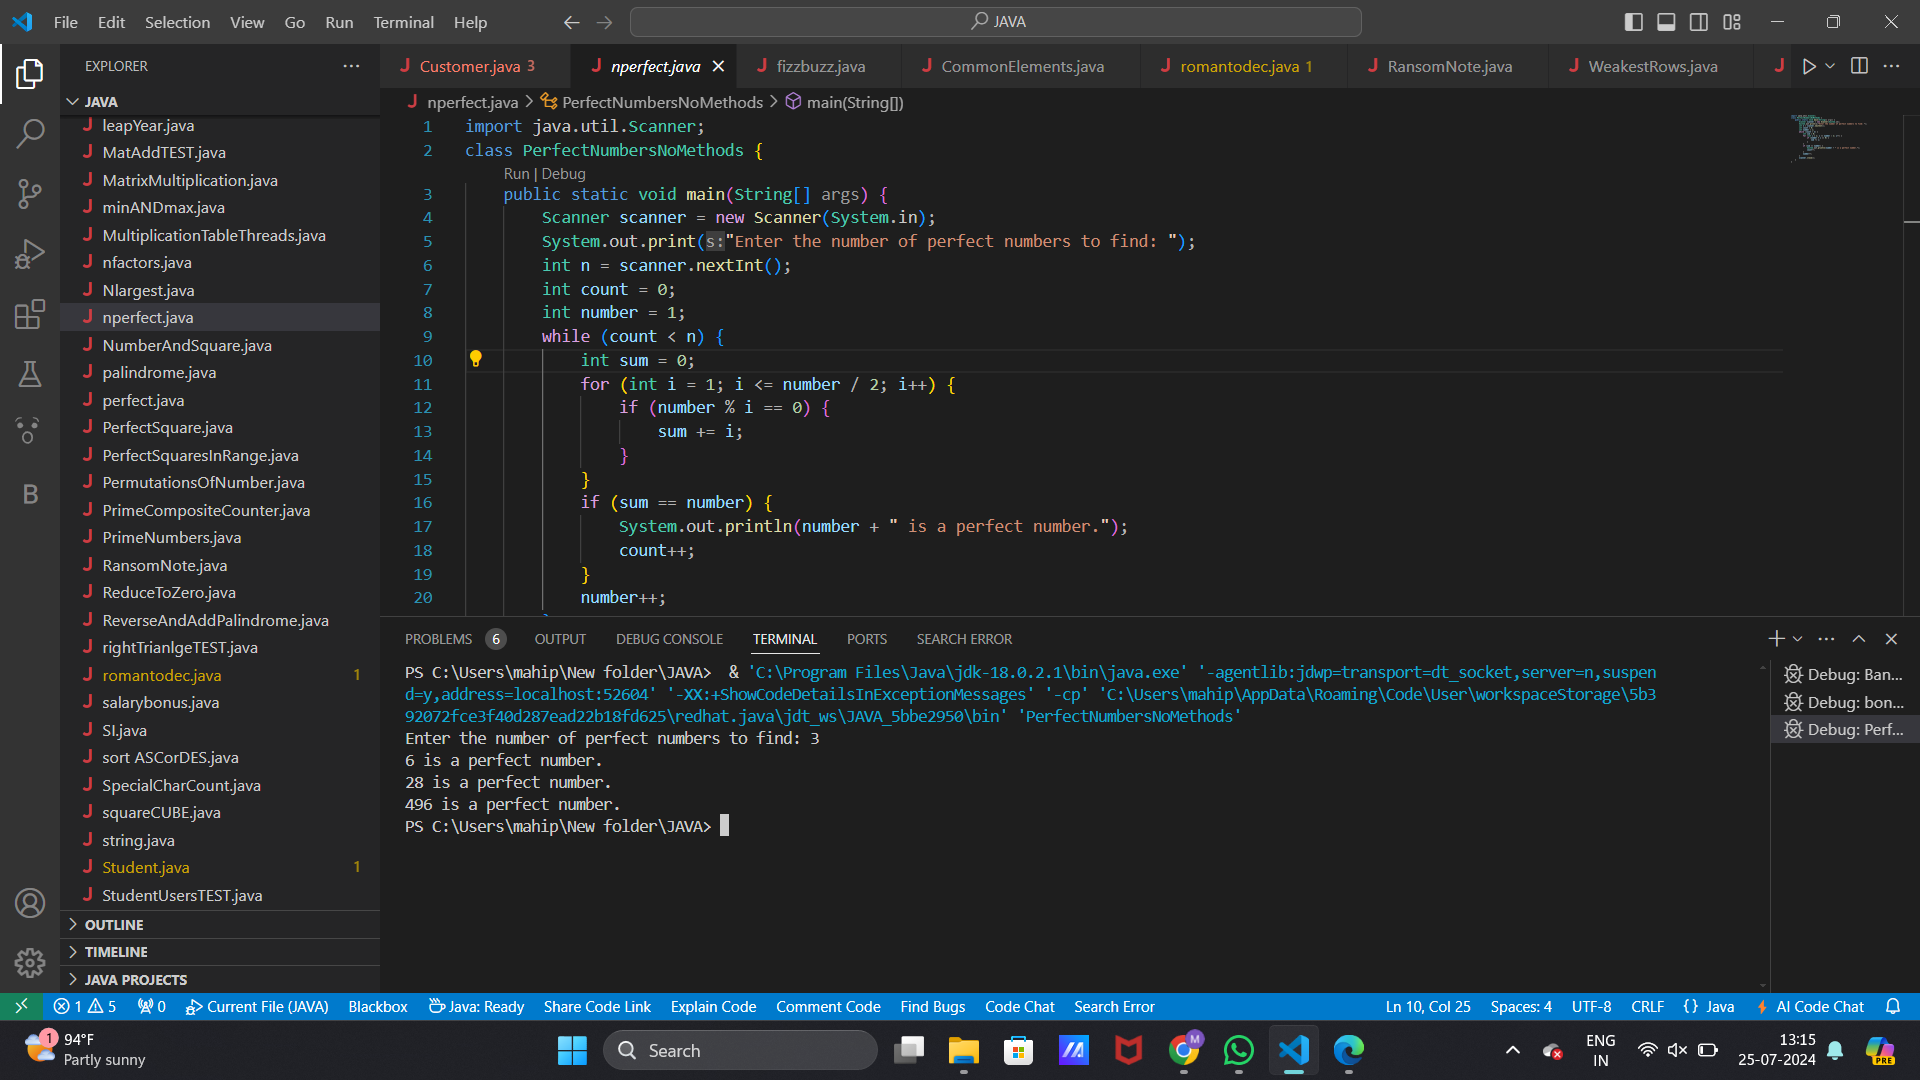 File Edit Selection View Go Run Terminal Help
JAVA
EXPLORER
JAVA
leapYear.java
MatAddTEST.java
MatrixMultiplication.java
minANDmax.java
MultiplicationTableThreads.java
nfactors.java
Nlargest.java
nperfect.java
NumberAndSquare.java
palindrome.java
perfect.java
PerfectSquare.java
PerfectSquaresInRange.java
PermutationsOfNumber.java
PrimeCompositeCounter.java
PrimeNumbers.java
RansomNote.java
ReduceToZero.java
ReverseAndAddPalindrome.java
rightTrianlgeTEST.java
romantodec.java 1
salarybonus.java
SI.java
sort ASCorDES.java
SpecialCharCount.java
squareCUBE.java
string.java
Student.java 1
StudentUsersTEST.java
OUTLINE
TIMELINE
JAVA PROJECTS
Customer.java 3 nperfect.java fizzbuzz.java CommonElements.java romantodec.java 1 RansomNote.java WeakestRows.java
nperfect.java > PerfectNumbersNoMethods > main(String[])
1 import java.util.Scanner;
2 class PerfectNumbersNoMethods {
Run | Debug
3 public static void main(String[] args) {
4 Scanner scanner = new Scanner(System.in);
5 System.out.print(s:"Enter the number of perfect numbers to find: ");
6 int n = scanner.nextInt();
7 int count = 0;
8 int number = 1;
9 while (count < n) {
10 int sum = 0;
11 for (int i = 1; i <= number / 2; i++) {
12 if (number % i == 0) {
13 sum += i;
14 }
15 }
16 if (sum == number) {
17 System.out.println(number + " is a perfect number.");
18 count++;
19 }
20 number++;
PROBLEMS 6 OUTPUT DEBUG CONSOLE TERMINAL PORTS SEARCH ERROR
PS C:\Users\mahip\New folder\JAVA> & 'C:\Program Files\Java\jdk-18.0.2.1\bin\java.exe' '-agentlib:jdwp=transport=dt_socket,server=n,suspen
d=y,address=localhost:52604' '-XX:+ShowCodeDetailsInExceptionMessages' '-cp' 'C:\Users\mahip\AppData\Roaming\Code\User\workspaceStorage\5b3
92072fce3f40d287ead22b18fd625\redhat.java\jdt_ws\JAVA_5bbe2950\bin' 'PerfectNumbersNoMethods'
Enter the number of perfect numbers to find: 3
6 is a perfect number.
28 is a perfect number.
496 is a perfect number.
PS C:\Users\mahip\New folder\JAVA>
Debug: Ban...
Debug: bon...
Debug: Perf...
1 5 0 Current File (JAVA) Blackbox Java: Ready Share Code Link Explain Code Comment Code Find Bugs Code Chat Search Error Ln 10, Col 25 Spaces: 4 UTF-8 CRLF {} Java AI Code Chat
1 94°F
Partly sunny
Search
M
ENG
IN
13:15
25-07-2024
PRE